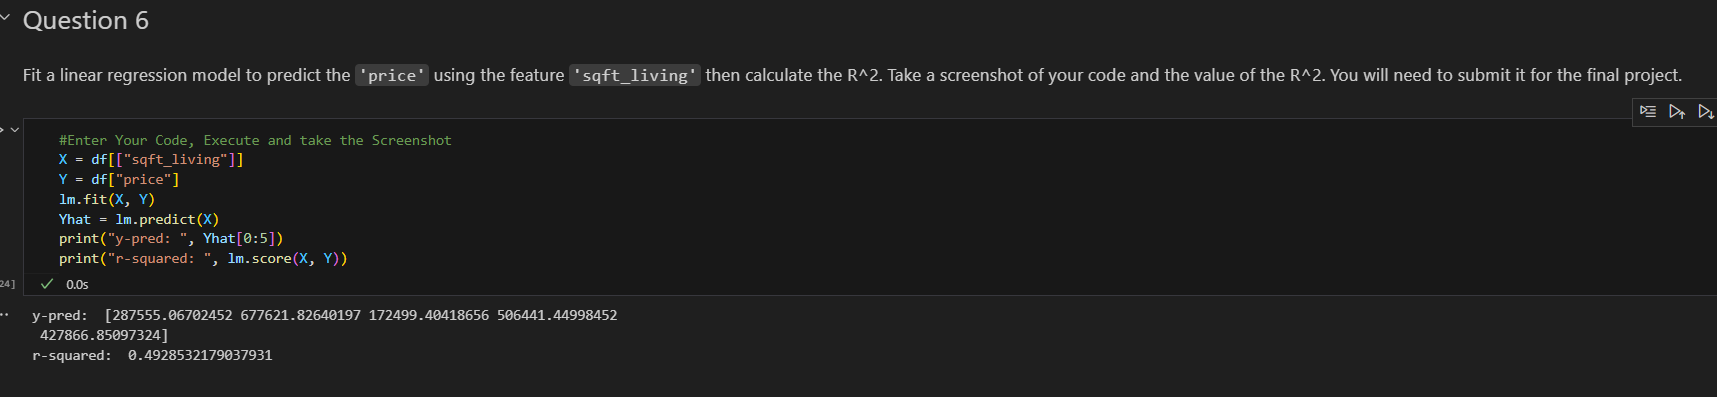 Question 6
Fit a linear regression model to predict the 'price' using the feature 'sqft_living' then calculate the R^2. Take a screenshot of your code and the value of the R^2. You will need to submit it for the final project.
#Enter Your Code, Execute and take the Screenshot
X = df[["sqft_living"]]
Y = df["price"]
lm.fit(X, Y)
Yhat = lm.predict(X)
print("y-pred: ", Yhat[0:5])
print("r-squared: ", lm.score(X, Y))
24]
0.0s
y-pred:  [287555.06702452 677621.82640197 172499.40418656 506441.44998452
 427866.85097324]
r-squared:  0.4928532179037931